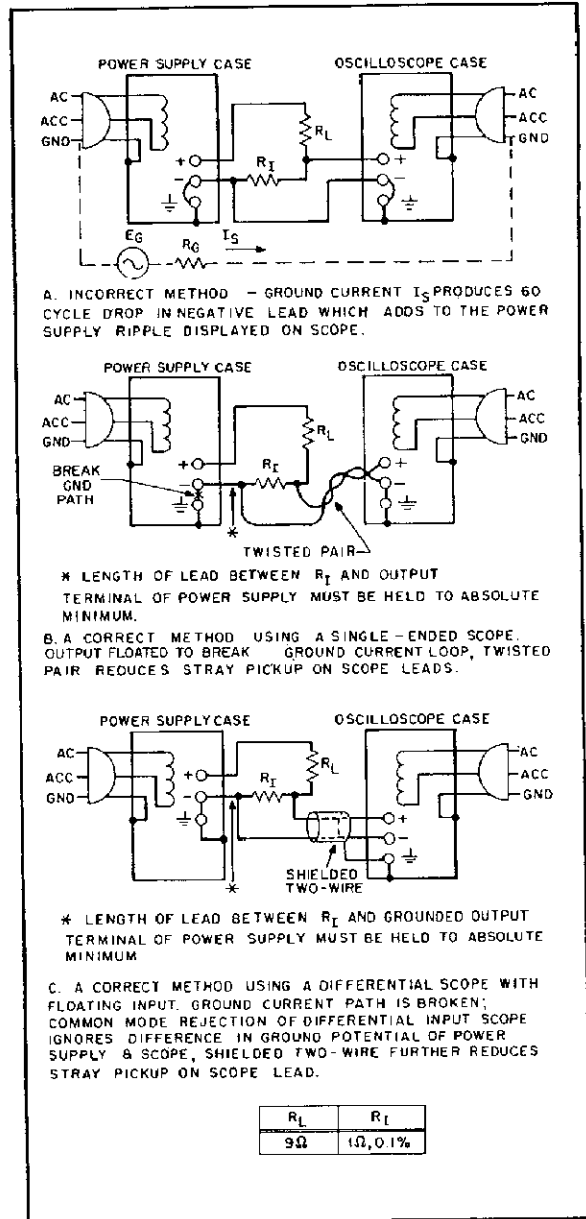 POWER SUPPLY CASE
OSCILLOSCOPE CASE
AC
ACC
GND
+
-
RL
RI
+
-
AC
ACC
GND
EG
RG
IS
A. INCORRECT METHOD - GROUND CURRENT IS PRODUCES 60
CYCLE DROP IN NEGATIVE LEAD WHICH ADDS TO THE POWER
SUPPLY RIPPLE DISPLAYED ON SCOPE.
POWER SUPPLY CASE
OSCILLOSCOPE CASE
AC
ACC
GND
BREAK
GND
PATH
+
-
RL
RI
*
+
-
AC
ACC
GND
TWISTED PAIR
* LENGTH OF LEAD BETWEEN RI AND OUTPUT
TERMINAL OF POWER SUPPLY MUST BE HELD TO ABSOLUTE
MINIMUM.
B. A CORRECT METHOD USING A SINGLE-ENDED SCOPE.
OUTPUT FLOATED TO BREAK GROUND CURRENT LOOP, TWISTED
PAIR REDUCES STRAY PICKUP ON SCOPE LEADS.
POWER SUPPLY CASE
OSCILLOSCOPE CASE
AC
ACC
GND
+
-
RI
RL
*
+
-
AC
ACC
GND
SHIELDED
TWO-WIRE
* LENGTH OF LEAD BETWEEN RI AND GROUNDED OUTPUT
TERMINAL OF POWER SUPPLY MUST BE HELD TO ABSOLUTE
MINIMUM
C. A CORRECT METHOD USING A DIFFERENTIAL SCOPE WITH
FLOATING INPUT. GROUND CURRENT PATH IS BROKEN;
COMMON MODE REJECTION OF DIFFERENTIAL INPUT SCOPE
IGNORES DIFFERENCE IN GROUND POTENTIAL OF POWER
SUPPLY & SCOPE, SHIELDED TWO-WIRE FURTHER REDUCES
STRAY PICKUP ON SCOPE LEAD.
RL RI
9Ω 1Ω,0.1%